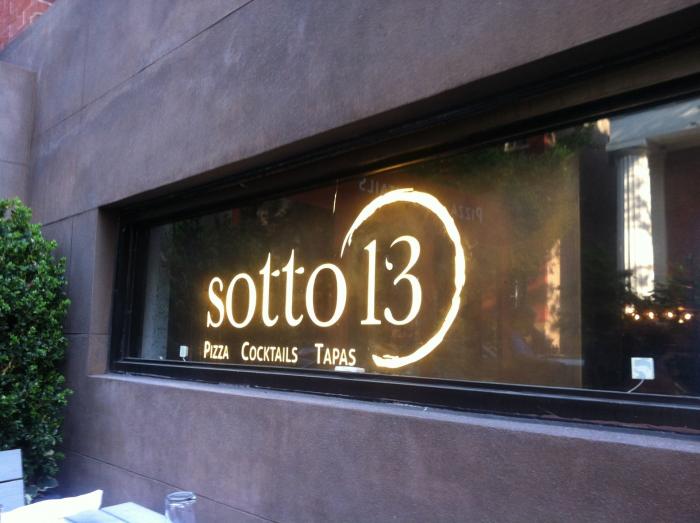 sotto 13
Pizza Cocktails Tapas